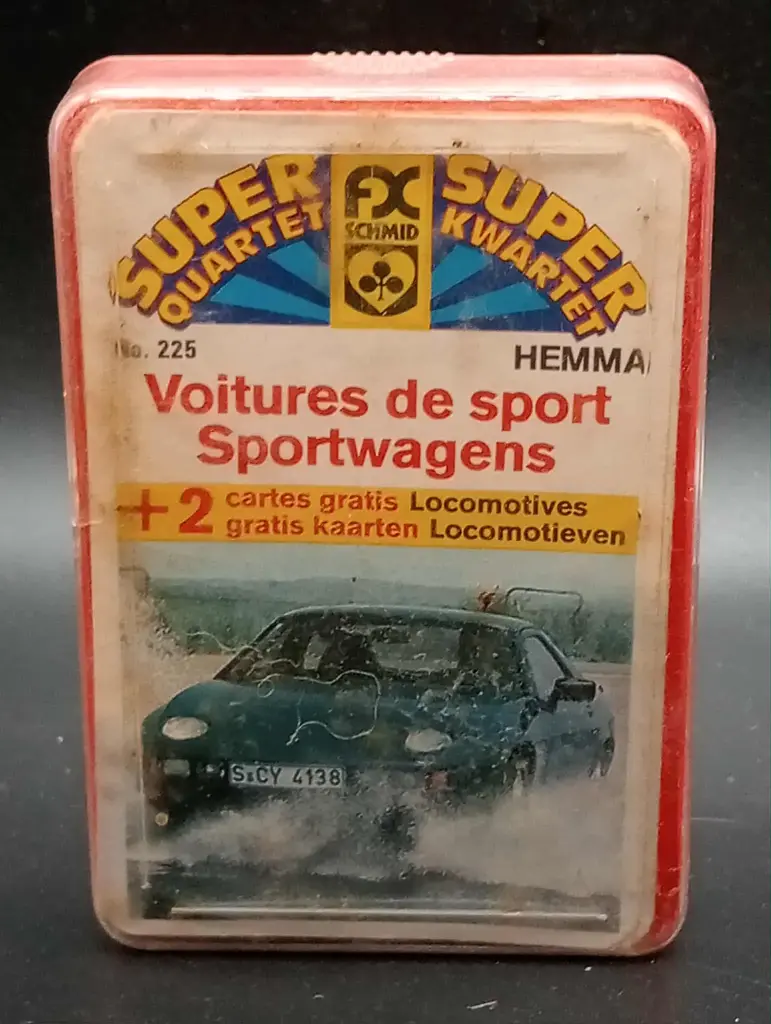 SUPER QUARTET
FX SCHMID
SUPER KWARTET
No. 225
HEMMA
Voitures de sport
Sportwagens
+2 cartes gratis Locomotives
gratis kaarten Locomotieven
S-CY 4138